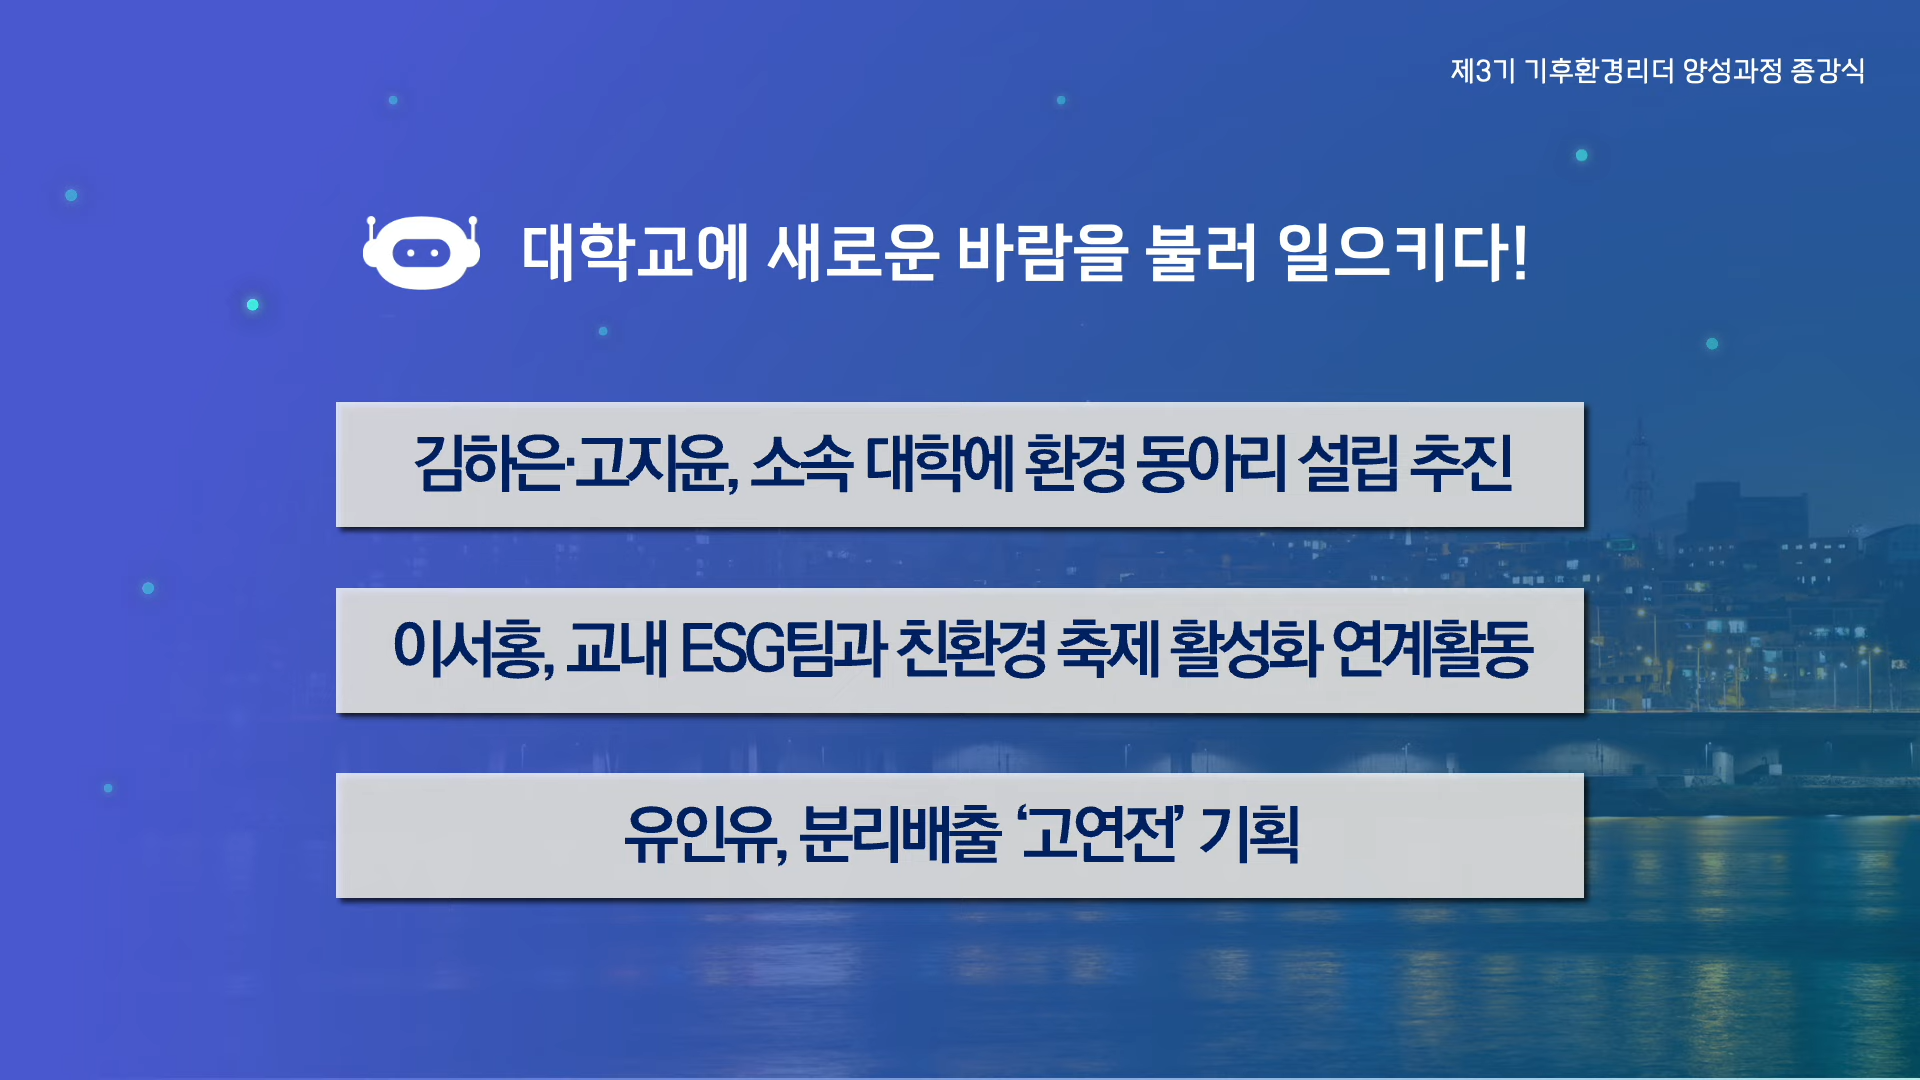 제3기 기후환경리더 양성과정 종강식
대학교에 새로운 바람을 불러 일으키다!
김하은·고지윤, 소속 대학에 환경 동아리 설립 추진
이서홍, 교내 ESG팀과 친환경 축제 활성화 연계활동
유인유, 분리배출 ‘고연전’ 기획